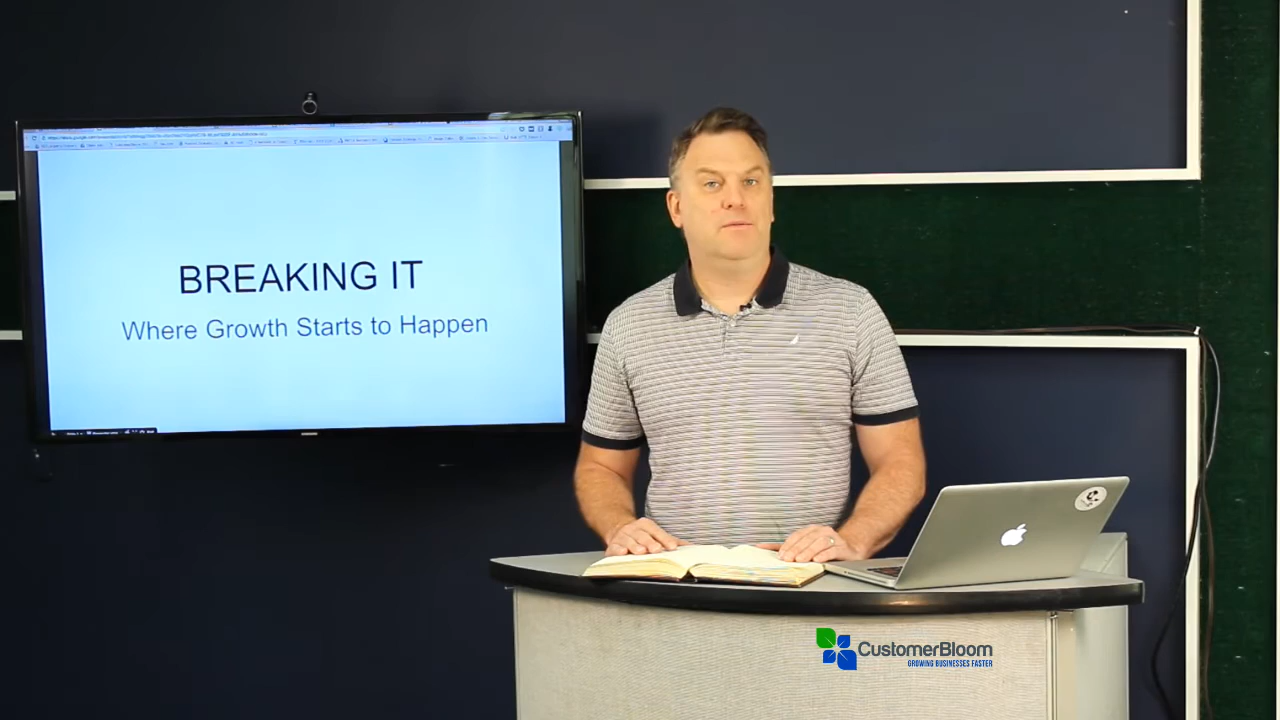 BREAKING IT
Where Growth Starts to Happen
CustomerBloom
GROWING BUSINESSES FASTER